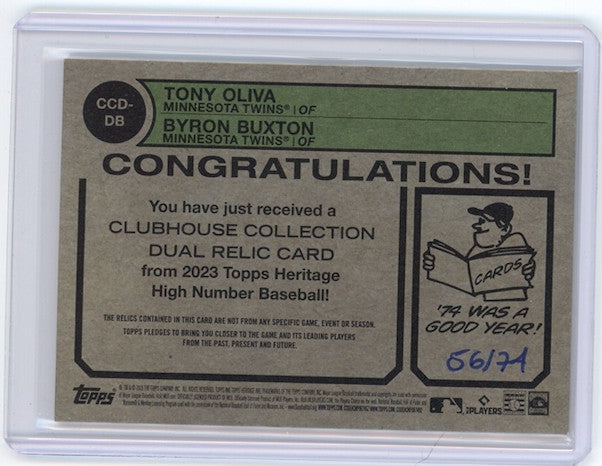 CCD-
DB
TONY OLIVA
MINNESOTA TWINS® | OF
BYRON BUXTON
MINNESOTA TWINS® | OF
CONGRATULATIONS!
You have just received a
CLUBHOUSE COLLECTION
DUAL RELIC CARD
from 2023 Topps Heritage
High Number Baseball!
THE RELICS CONTAINED IN THIS CARD ARE NOT FROM ANY SPECIFIC GAME, EVENT OR SEASON.
TOPPS PLEDGES TO BRING YOU CLOSER TO THE GAME AND ITS LEADING PLAYERS
FROM THE PAST, PRESENT AND FUTURE.
CARDS
'74 WAS A
GOOD YEAR!
56/74
Topps
PLAYERS